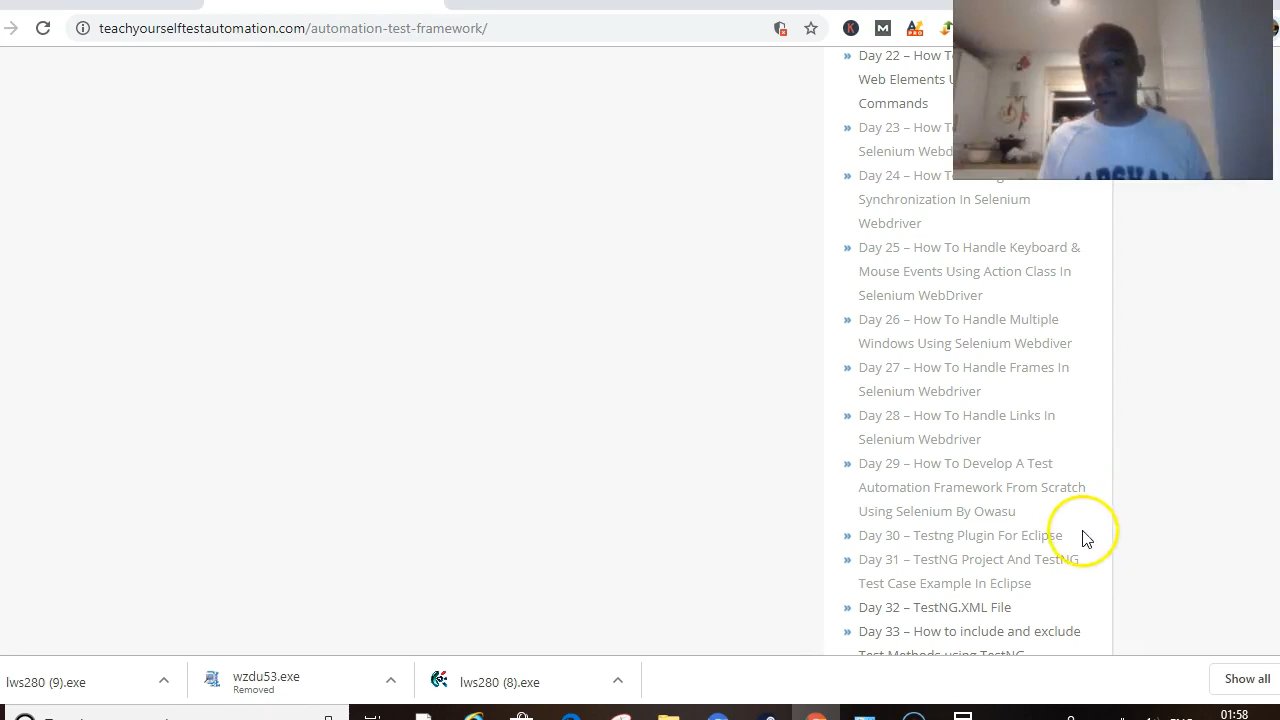 teachyourselftestautomation.com/automation-test-framework/
K
M
PRO
Day 22 – How
Web Elements
Commands
» Day 23 – How
Selenium
» Day 24 – How
Synchronization In Selenium
Webdriver
» Day 25 – How To Handle Keyboard &
Mouse Events Using Action Class In
Selenium WebDriver
» Day 26 – How To Handle Multiple
Windows Using Selenium Webdiver
» Day 27 – How To Handle Frames In
Selenium Webdriver
» Day 28 – How To Handle Links In
Selenium Webdriver
» Day 29 – How To Develop A Test
Automation Framework From Scratch
Using Selenium By Owasu
» Day 30 – Testng Plugin For Eclipse
» Day 31 – TestNG Project And TestNG
Test Case Example In Eclipse
» Day 32 – TestNG.XML File
» Day 33 – How to include and exclude
Test Methods using TestNG
lws280 (9).exe
wzdu53.exe
Removed
lws280 (8).exe
Show all
01:58